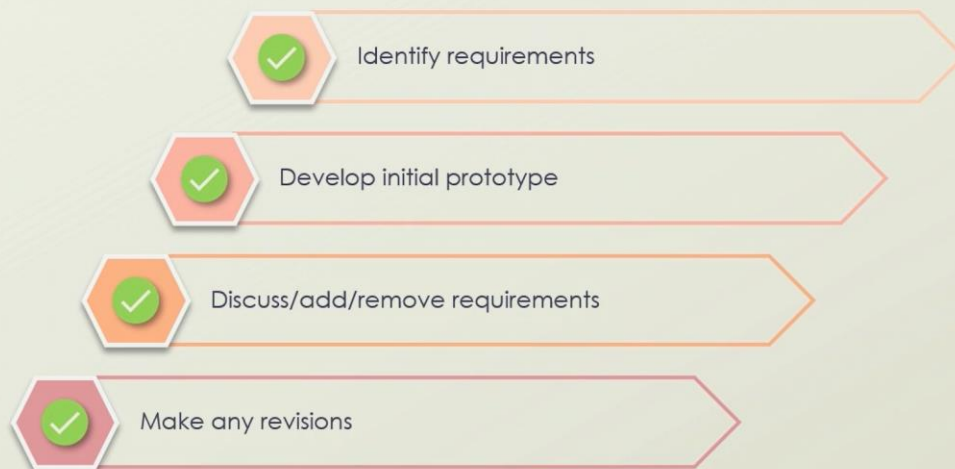 Identify requirements
Develop initial prototype
Discuss/add/remove requirements
Make any revisions